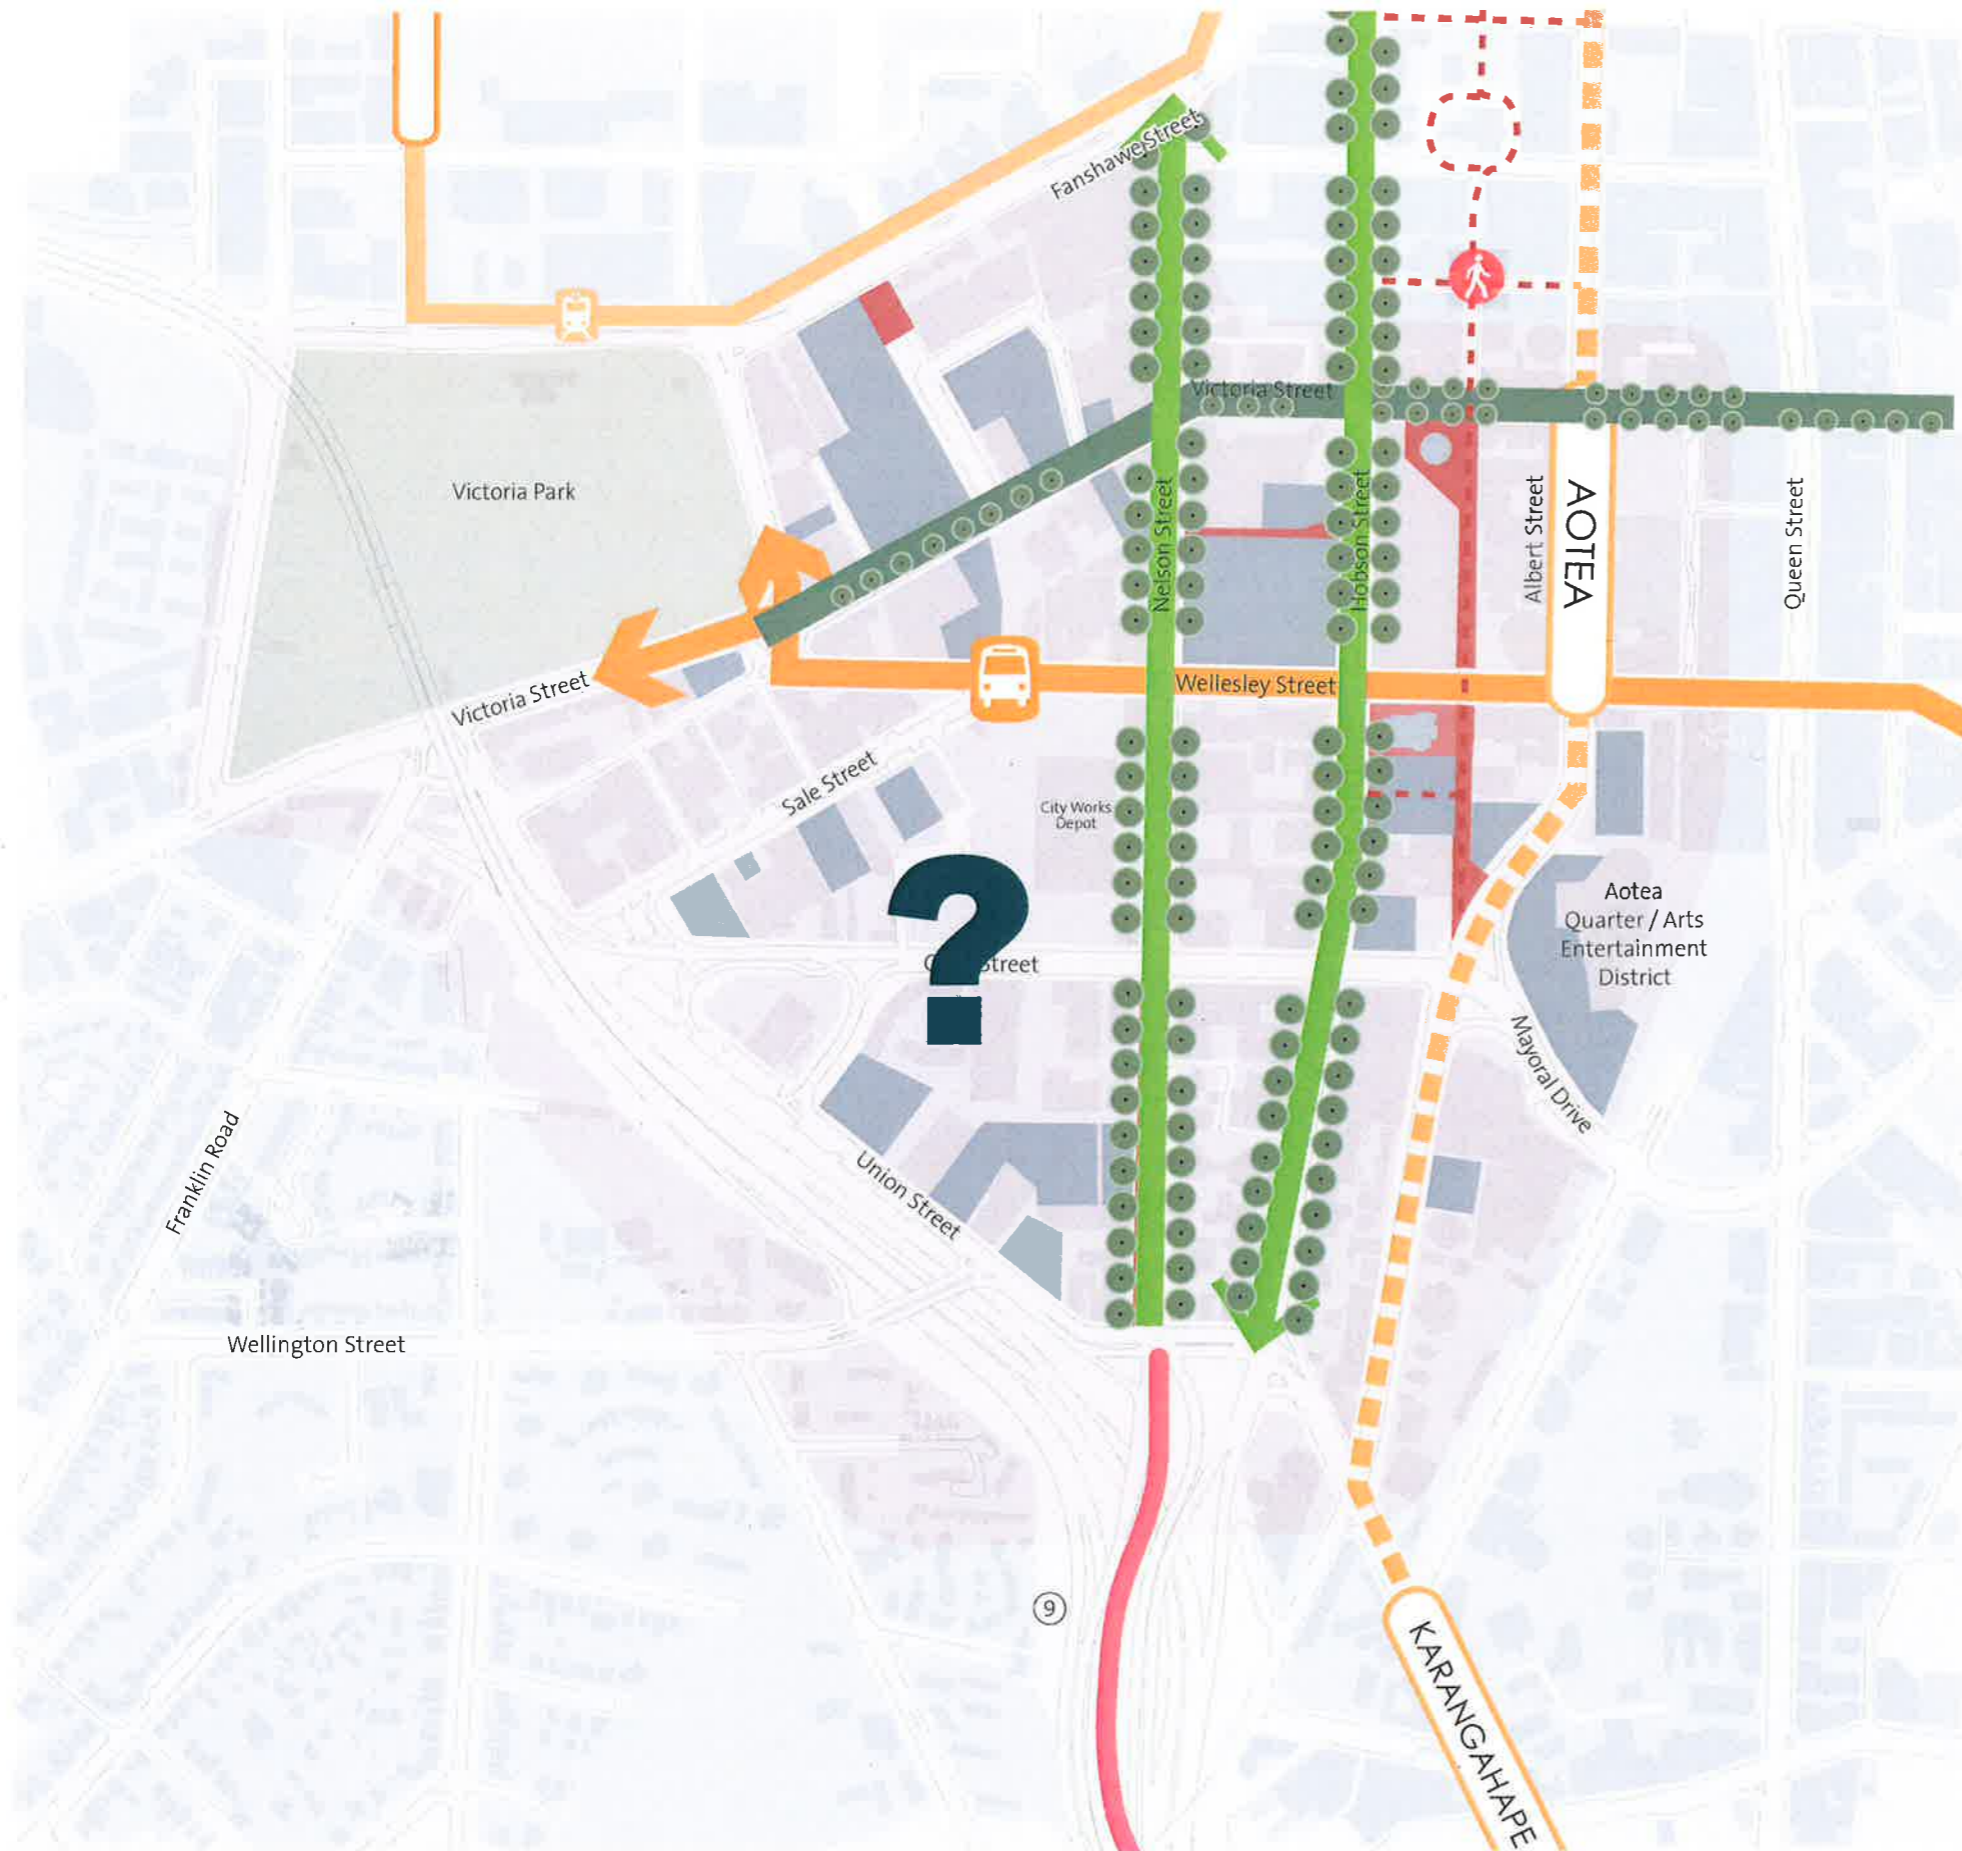 Fanshawe Street
Victoria Street
Victoria Park
Nelson Street
Hobson Street
Albert Street
AOTEA
Queen Street
Victoria Street
Wellesley Street
Sale Street
City Works
Depot
?
Street
Aotea
Quarter / Arts
Entertainment
District
Mayoral Drive
Franklin Road
Union Street
Wellington Street
9
KARANGAHAPE